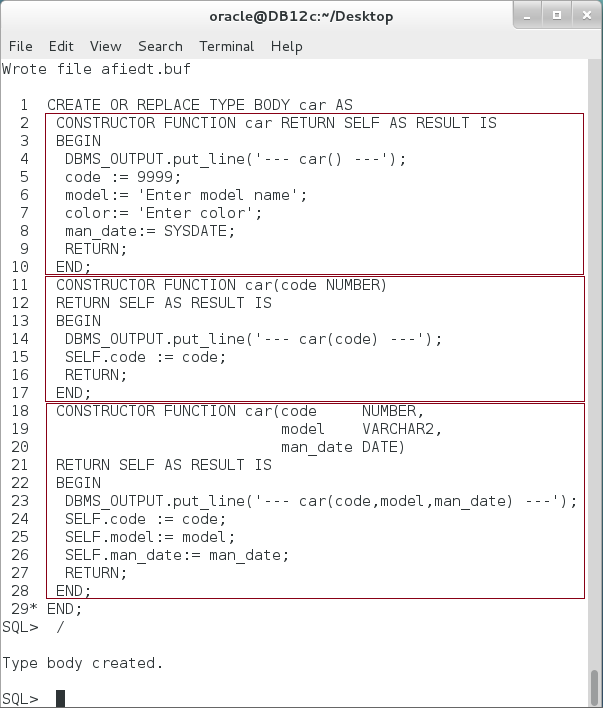 oracle@DB12c:~/Desktop
File Edit View Search Terminal Help
Wrote file afiedt.buf
1 CREATE OR REPLACE TYPE BODY car AS
2 CONSTRUCTOR FUNCTION car RETURN SELF AS RESULT IS
3 BEGIN
4 DBMS_OUTPUT.put_line('--- car() ---');
5 code := 9999;
6 model:= 'Enter model name';
7 color:= 'Enter color';
8 man_date:= SYSDATE;
9 RETURN;
10 END;
11 CONSTRUCTOR FUNCTION car(code NUMBER)
12 RETURN SELF AS RESULT IS
13 BEGIN
14 DBMS_OUTPUT.put_line('--- car(code) ---');
15 SELF.code := code;
16 RETURN;
17 END;
18 CONSTRUCTOR FUNCTION car(code NUMBER,
19 model VARCHAR2,
20 man_date DATE)
21 RETURN SELF AS RESULT IS
22 BEGIN
23 DBMS_OUTPUT.put_line('--- car(code,model,man_date) ---');
24 SELF.code := code;
25 SELF.model:= model;
26 SELF.man_date:= man_date;
27 RETURN;
28 END;
29* END;
SQL> /
Type body created.
SQL>